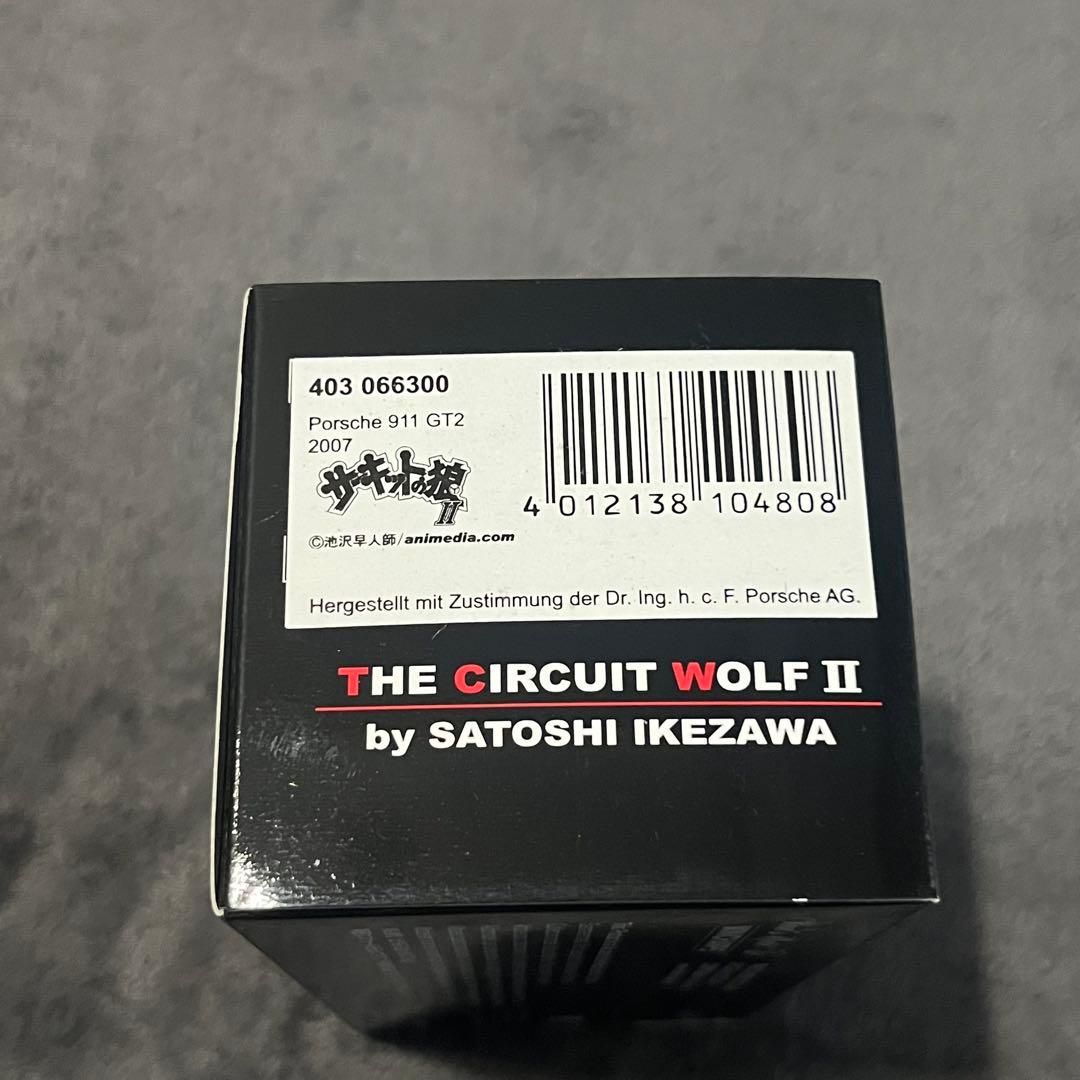 403 066300
Porsche 911 GT2
2007
サーキットの狼
II
©池沢早人師/animedia.com
4 012138 104808
Hergestellt mit Zustimmung der Dr. Ing. h. c. F. Porsche AG.
THE CIRCUIT WOLF II
by SATOSHI IKEZAWA